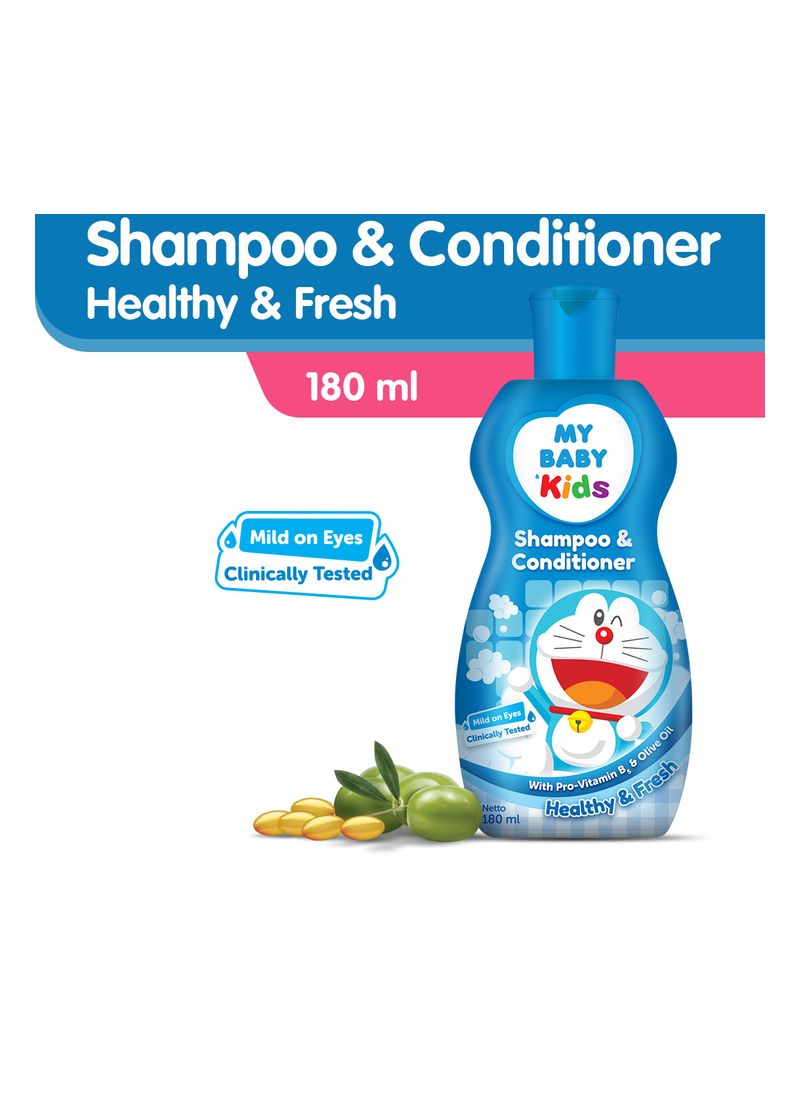 Shampoo & Conditioner
Healthy & Fresh
180 ml
MY
BABY
& Kids
Shampoo &
Conditioner
Mild on Eyes
Clinically Tested
Mild on Eyes
Clinically Tested
With Pro-Vitamin B5 & Olive Oil
Healthy & Fresh
Netto
180 ml